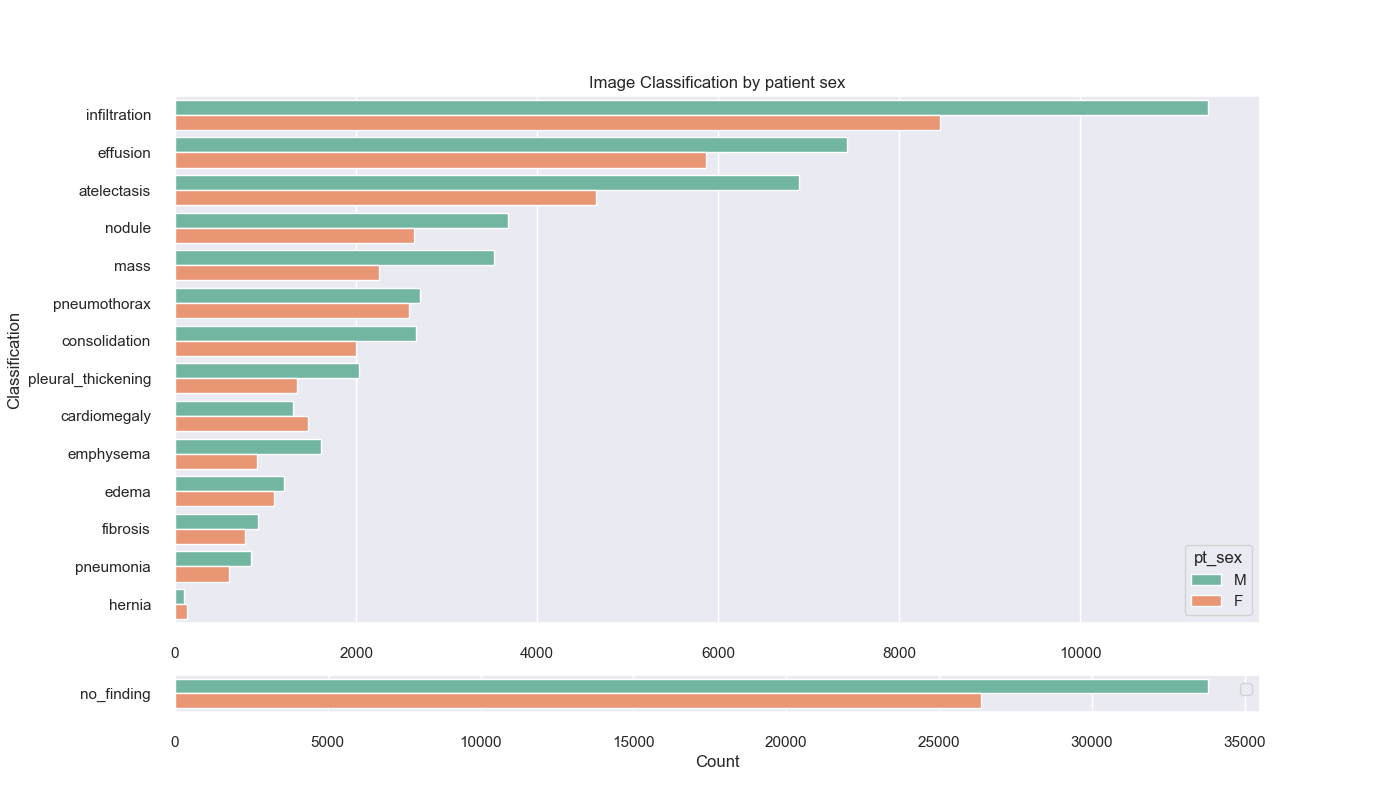 Image Classification by patient sex
Classification
infiltration
effusion
atelectasis
nodule
mass
pneumothorax
consolidation
pleural_thickening
cardiomegaly
emphysema
edema
fibrosis
pneumonia
hernia
pt_sex
M
F
0 2000 4000 6000 8000 10000
no_finding
0 5000 10000 15000 20000 25000 30000 35000
Count